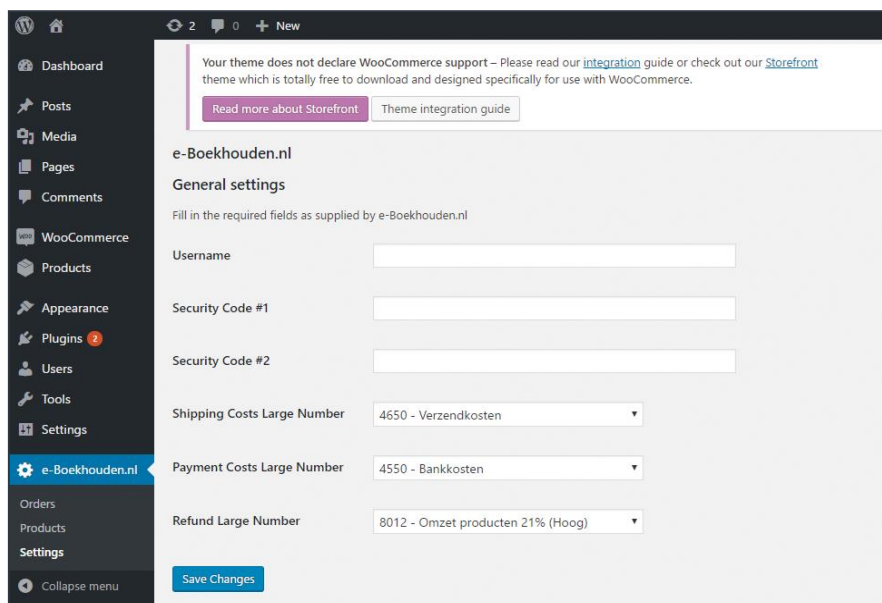 2 0 New
Dashboard
Posts
Media
Pages
Comments
WooCommerce
Products
Appearance
Plugins 2
Users
Tools
Settings
e-Boekhouden.nl
Orders
Products
Settings
Collapse menu
Your theme does not declare WooCommerce support – Please read our integration guide or check out our Storefront
theme which is totally free to download and designed specifically for use with WooCommerce.
Read more about Storefront Theme integration guide
e-Boekhouden.nl
General settings
Fill in the required fields as supplied by e-Boekhouden.nl
Username
Security Code #1
Security Code #2
Shipping Costs Large Number 4650 - Verzendkosten
Payment Costs Large Number 4550 - Bankkosten
Refund Large Number 8012 - Omzet producten 21% (Hoog)
Save Changes